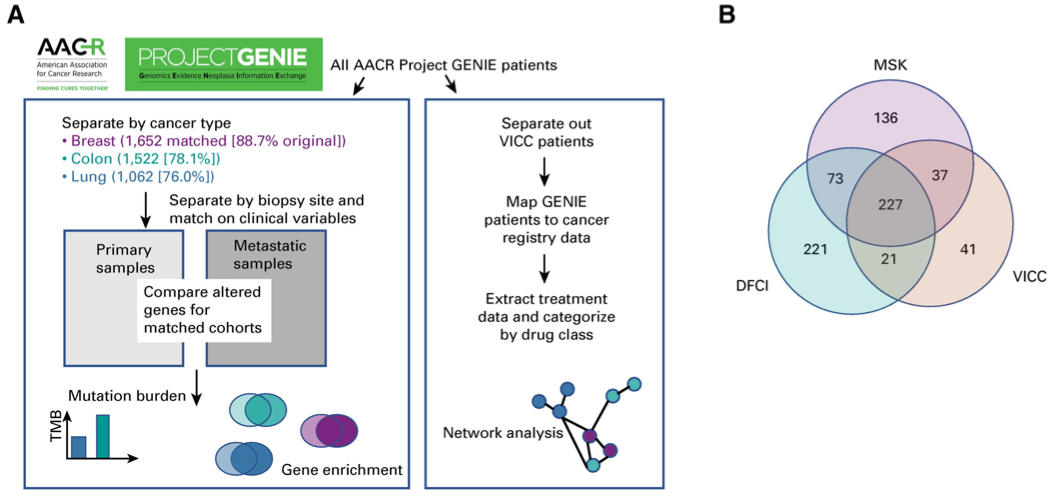 A
AACR
American Association
for Cancer Research
FINDING CURES TOGETHER®
PROJECTGENIE
Genomics Evidence Neoplasia Information Exchange
All AACR Project GENIE patients
Separate by cancer type
• Breast (1,652 matched [88.7% original])
• Colon (1,522 [78.1%])
• Lung (1,062 [76.0%])
Separate by biopsy site and
match on clinical variables
Primary
samples
Metastatic
samples
Compare altered
genes for
matched cohorts
Mutation burden
TMB
Gene enrichment
Separate out
VICC patients
Map GENIE
patients to cancer
registry data
Extract treatment
data and categorize
by drug class
Network analysis
B
MSK
136
73
37
227
221
21
41
DFCI
VICC